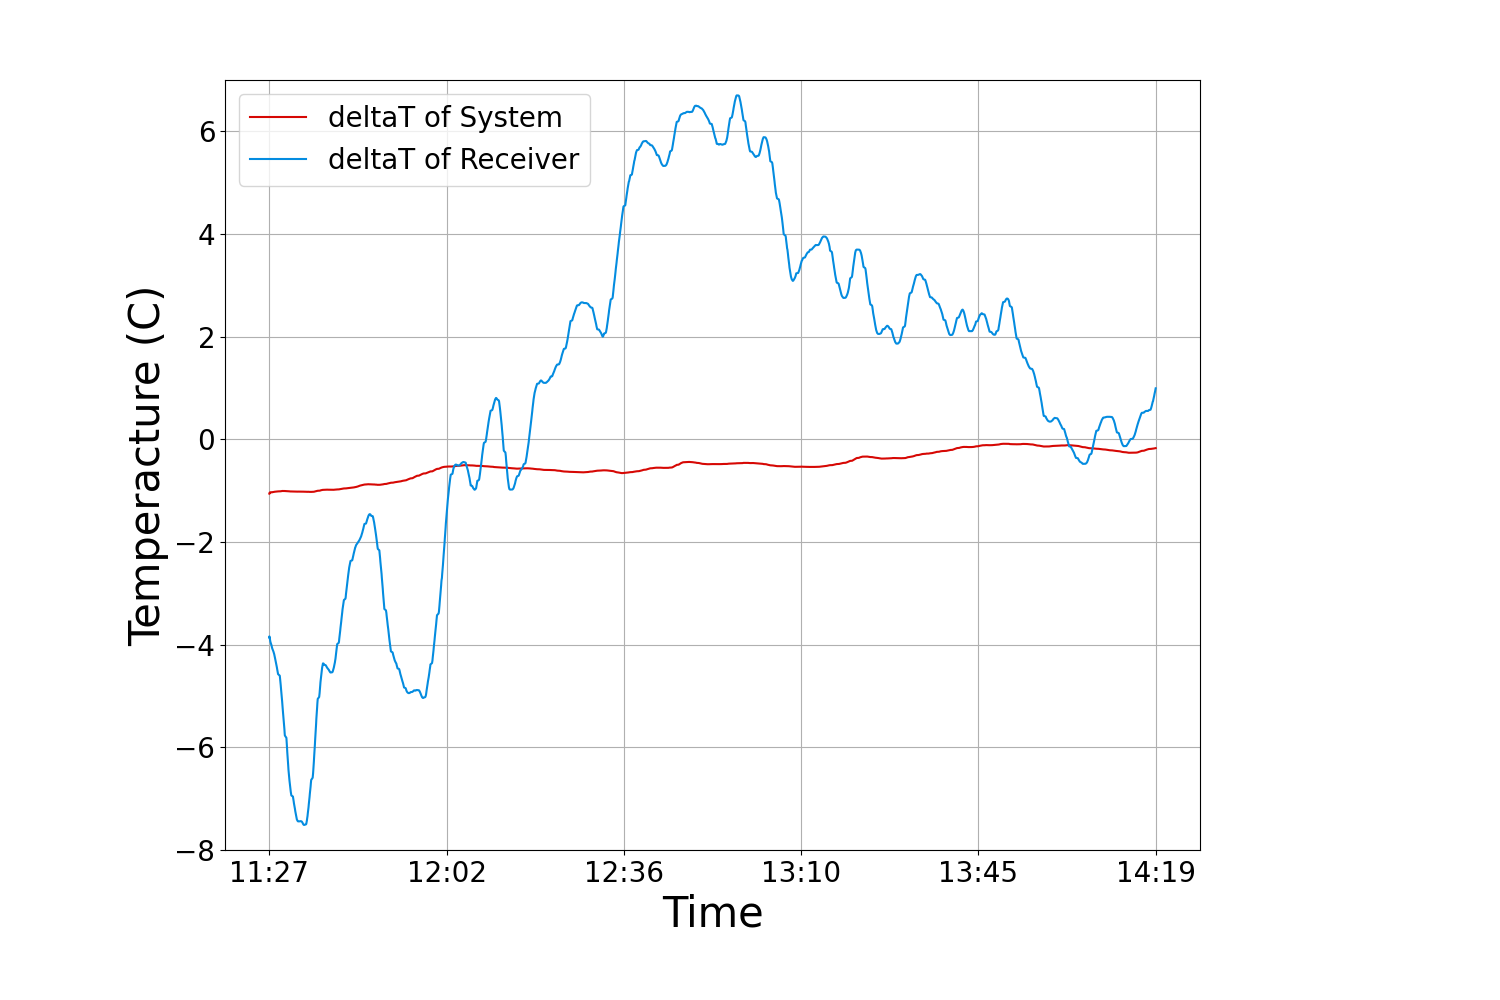 deltaT of System
deltaT of Receiver
Temperacture (C)
6
4
2
0
−2
−4
−6
−8
11:27 12:02 12:36 13:10 13:45 14:19
Time